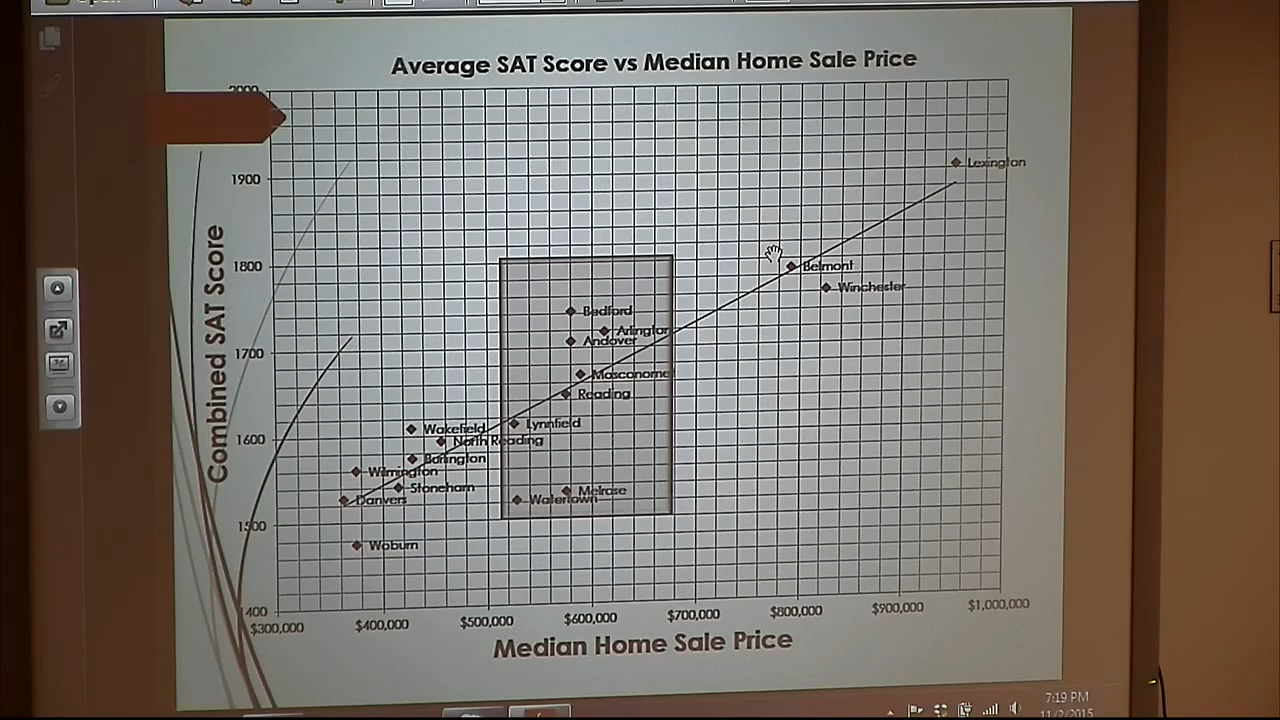 Average SAT Score vs Median Home Sale Price
2000
Lexington
1900
Combined SAT Score
1800
Belmont
Winchester
Bedford
Arlington
Andover
1700
Masconomet
Reading
Lynnfield
Wakefield
1600
North Reading
Burlington
Wilmington
Stoneham
Melrose
Danvers
Watertown
1500
Woburn
1400
$300,000
$400,000
$500,000
$600,000
$700,000
$800,000
$900,000
$1,000,000
Median Home Sale Price
7:19 PM
11/2/2015